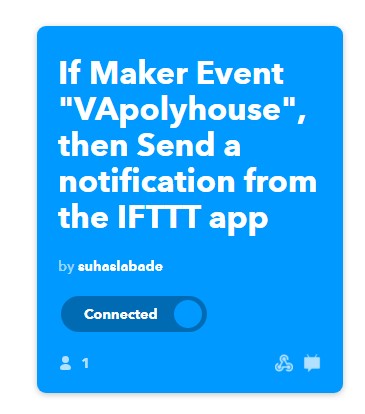 If Maker Event
"VApolyhouse",
then Send a
notification from
the IFTTT app
by suhaslabade
Connected
1